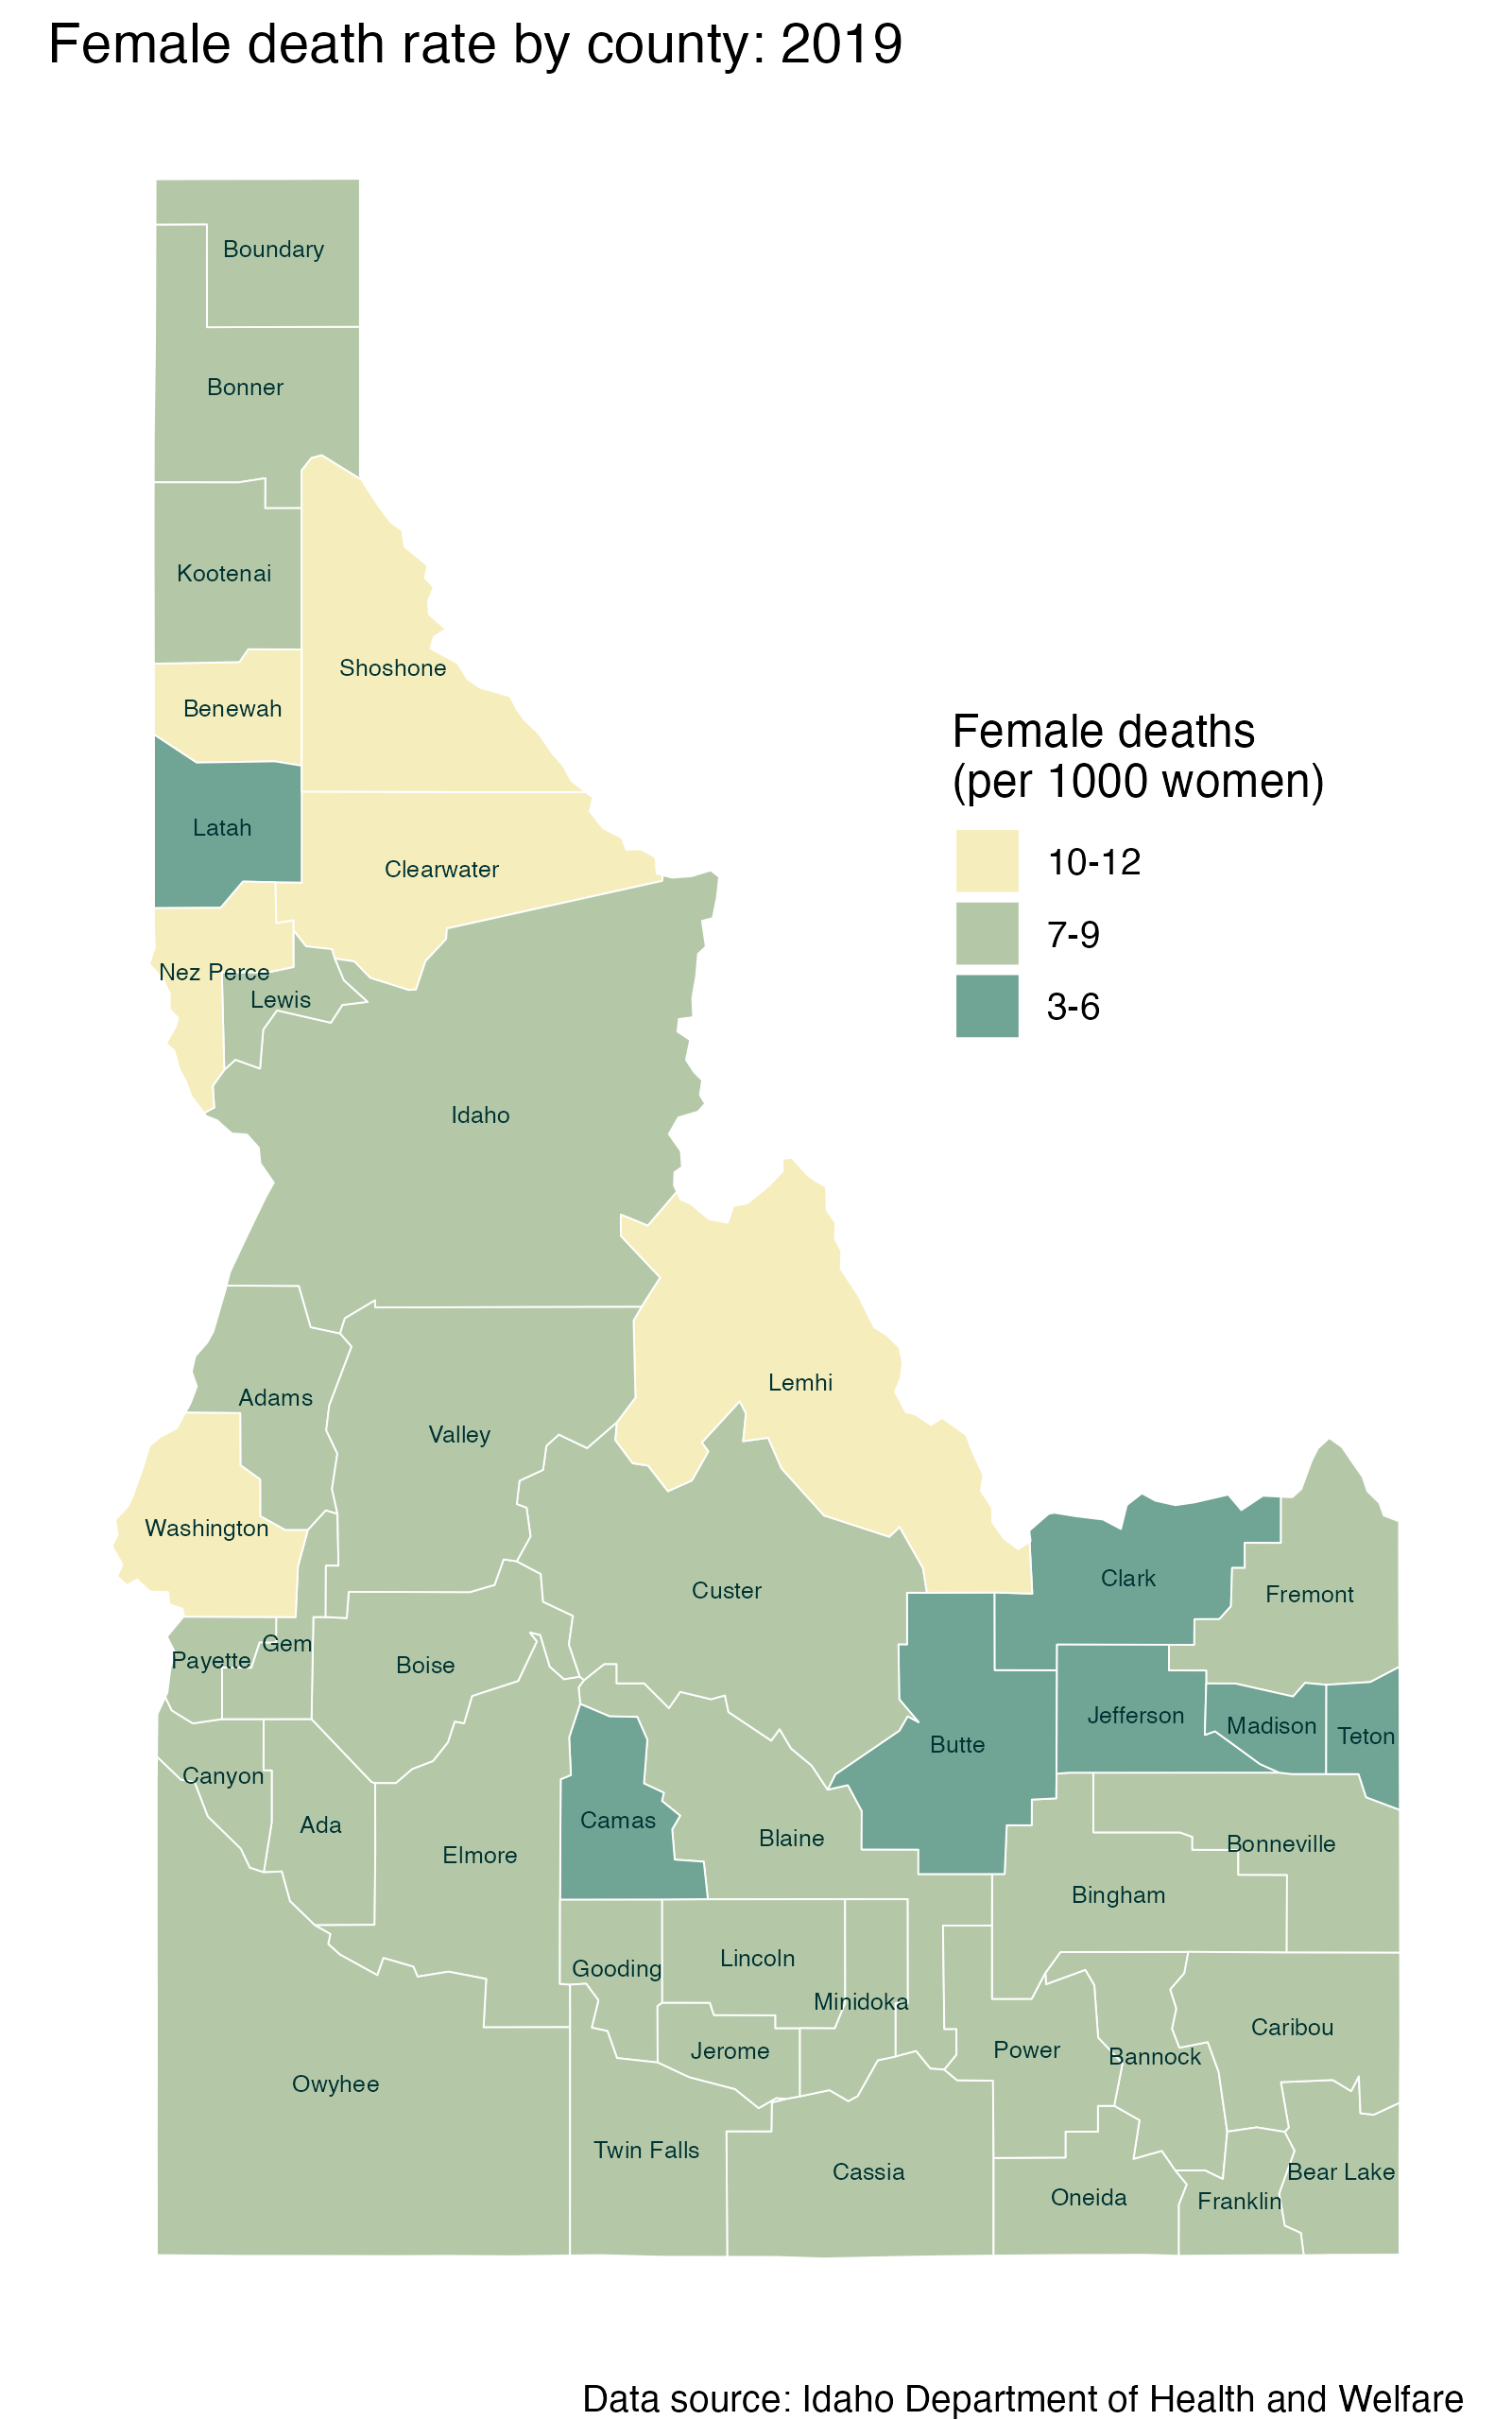 Female death rate by county: 2019
Boundary
Bonner
Kootenai
Shoshone
Benewah
Latah
Clearwater
Nez Perce
Lewis
Idaho
Female deaths
(per 1000 women)
10-12
7-9
3-6
Lemhi
Adams
Valley
Washington
Custer
Clark
Fremont
Payette
Gem
Boise
Butte
Jefferson
Madison
Teton
Canyon
Ada
Elmore
Camas
Blaine
Bonneville
Bingham
Gooding
Lincoln
Minidoka
Jerome
Power
Bannock
Caribou
Owyhee
Twin Falls
Cassia
Oneida
Franklin
Bear Lake
Data source: Idaho Department of Health and Welfare